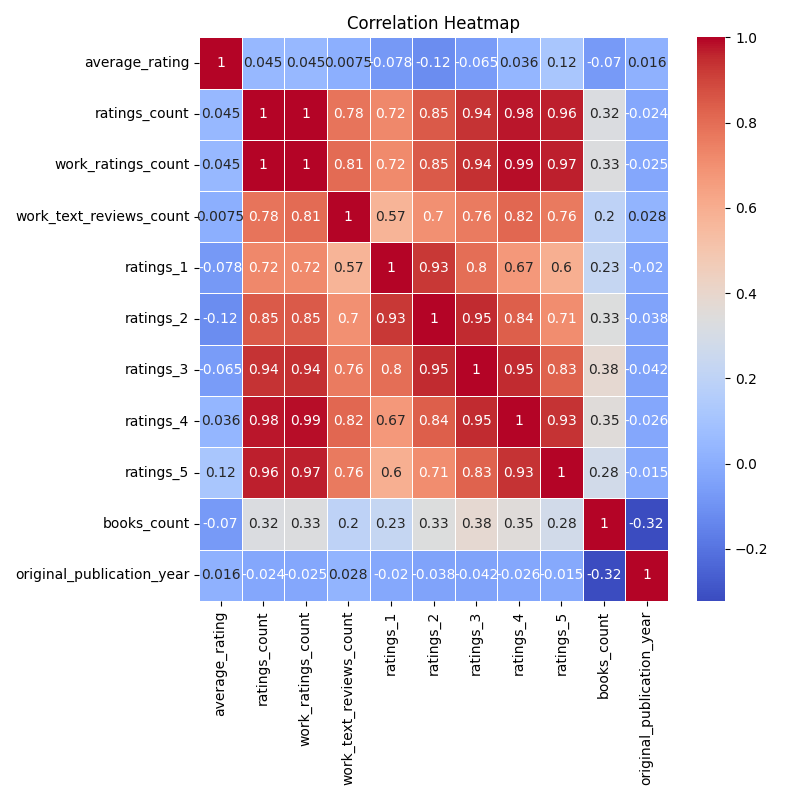 Correlation Heatmap
average_rating 1 0.045 0.045 0.0075 -0.078 -0.12 -0.065 0.036 0.12 -0.07 0.016
ratings_count 0.045 1 1 0.78 0.72 0.85 0.94 0.98 0.96 0.32 -0.024
work_ratings_count 0.045 1 1 0.81 0.72 0.85 0.94 0.99 0.97 0.33 -0.025
work_text_reviews_count 0.0075 0.78 0.81 1 0.57 0.7 0.76 0.82 0.76 0.2 0.028
ratings_1 -0.078 0.72 0.72 0.57 1 0.93 0.8 0.67 0.6 0.23 -0.02
ratings_2 -0.12 0.85 0.85 0.7 0.93 1 0.95 0.84 0.71 0.33 -0.038
ratings_3 -0.065 0.94 0.94 0.76 0.8 0.95 1 0.95 0.83 0.38 -0.042
ratings_4 0.036 0.98 0.99 0.82 0.67 0.84 0.95 1 0.93 0.35 -0.026
ratings_5 0.12 0.96 0.97 0.76 0.6 0.71 0.83 0.93 1 0.28 -0.015
books_count -0.07 0.32 0.33 0.2 0.23 0.33 0.38 0.35 0.28 1 -0.32
original_publication_year 0.016 -0.024 -0.025 0.028 -0.02 -0.038 -0.042 -0.026 -0.015 -0.32 1
average_rating
ratings_count
work_ratings_count
work_text_reviews_count
ratings_1
ratings_2
ratings_3
ratings_4
ratings_5
books_count
original_publication_year
1.0
0.8
0.6
0.4
0.2
0.0
−0.2